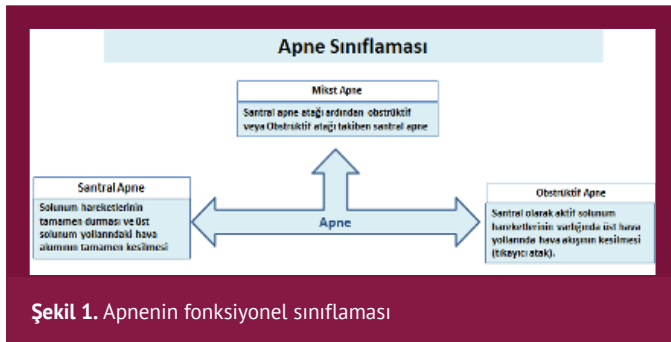 Apne Sınıflaması
Mikst Apne
Santral apne atağı ardından obstrüktif
veya Obstrüktif atağı takiben santral apne
Santral Apne
Solunum hareketlerinin
tamamen durması ve üst
solunum yollarındaki hava
akımının tamamen kesilmesi
Apne
Obstrüktif Apne
Santral olarak aktif solunum
hareketlerinin varlığında üst hava
yollarında hava akışının kesilmesi
(tıkayıcı atak).
Şekil 1. Apnenin fonksiyonel sınıflaması